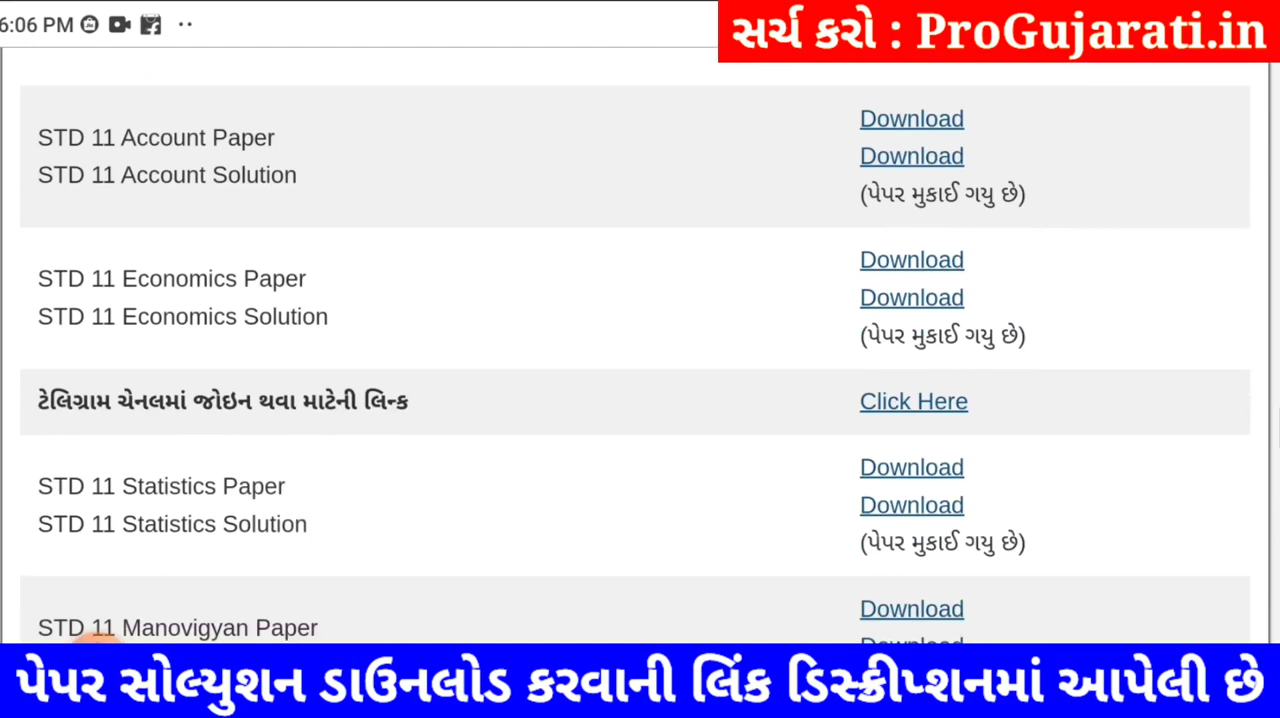 6:06 PM
સર્ચ કરો : ProGujarati.in
STD 11 Account Paper
STD 11 Account Solution
Download
Download
(પેપર મુકાઈ ગયુ છે)
STD 11 Economics Paper
STD 11 Economics Solution
Download
Download
(પેપર મુકાઈ ગયુ છે)
ટેલિગ્રામ ચેનલમાં જોઇન થવા માટેની લિન્ક
Click Here
STD 11 Statistics Paper
STD 11 Statistics Solution
Download
Download
(પેપર મુકાઈ ગયુ છે)
STD 11 Manovigyan Paper
Download
Download
પેપર સોલ્યુશન ડાઉનલોડ કરવાની લિંક ડિસ્ક્રીપ્શનમાં આપેલી છે